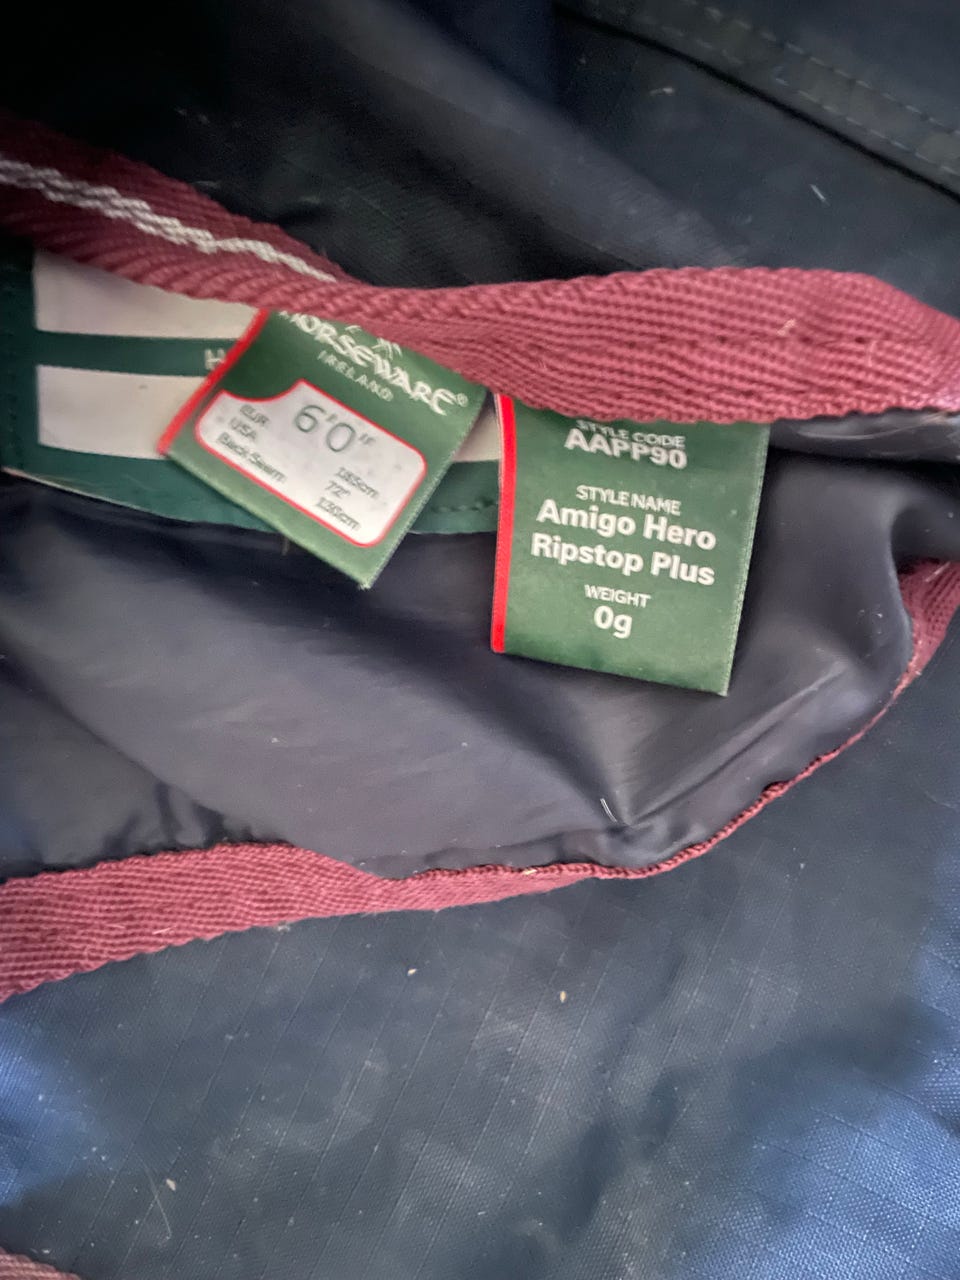 HORSEWARE®
IRELAND
6'0"
EUR
USA
Back Seam
72"
STYLE CODE
AAPP90
STYLE NAME
Amigo Hero
Ripstop Plus
WEIGHT
0g